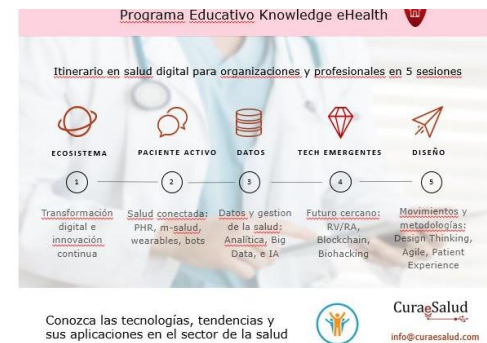 Programa Educativo Knowledge eHealth
Itinerario en salud digital para organizaciones y profesionales en 5 sesiones
ECOSISTEMA
PACIENTE ACTIVO
DATOS
TECH EMERGENTES
DISEÑO
1
2
3
4
5
Transformación
digital e
innovación
continua
Salud conectada:
PHR, m-salud,
wearables, bots
Datos y gestion
de la salud:
Analítica, Big
Data, e IA
Futuro cercano:
RV/RA,
Blockchain,
Biohacking
Movimientos y
metodologías:
Design Thinking,
Agile, Patient
Experience
Conozca las tecnologías, tendencias y
sus aplicaciones en el sector de la salud
CuraeSalud
info@curaesalud.com